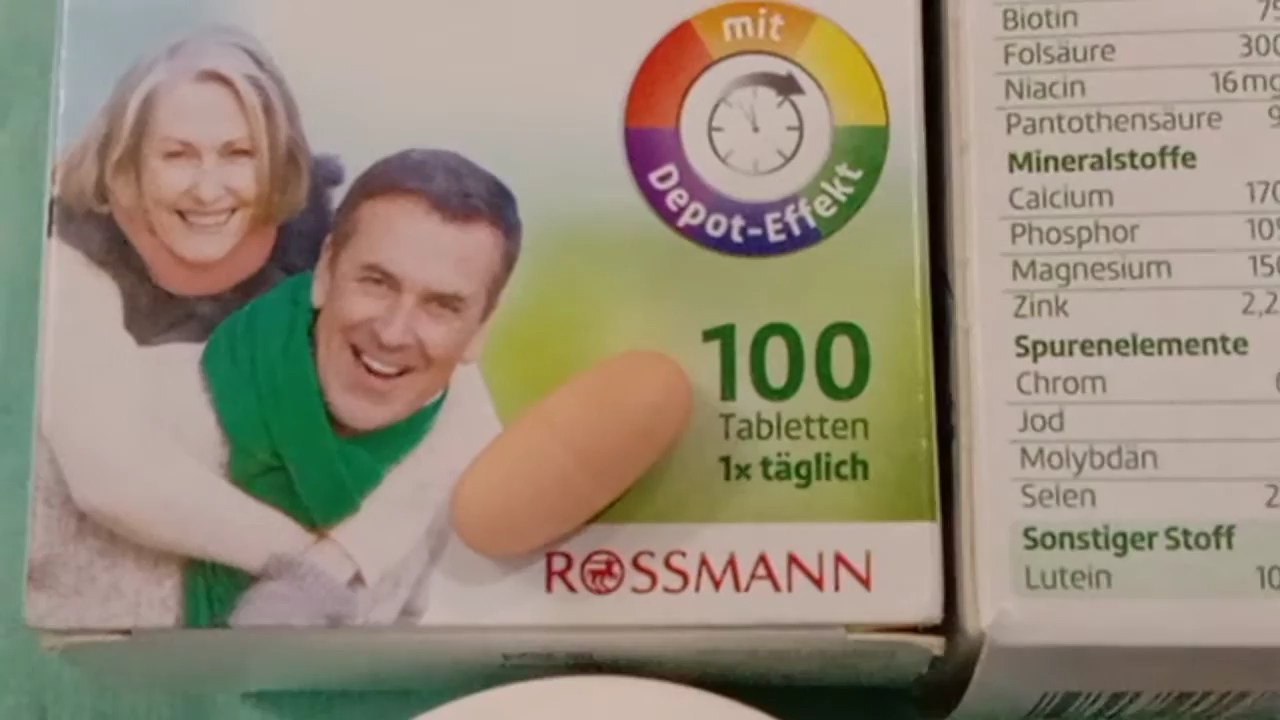 mit
Depot-Effekt
100
Tabletten
1x täglich
ROSSMANN
Biotin
Folsäure
Niacin 16mg
Pantothensäure
Mineralstoffe
Calcium
Phosphor
Magnesium
Zink
Spurenelemente
Chrom
Jod
Molybdän
Selen
Sonstiger Stoff
Lutein